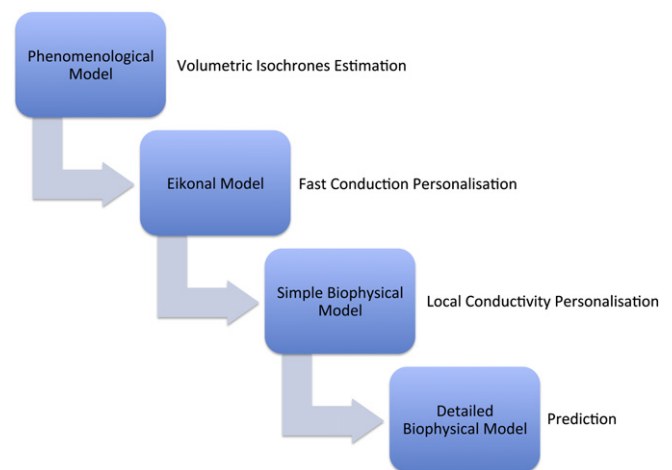 Phenomenological
Model
Volumetric Isochrones Estimation
Eikonal Model
Fast Conduction Personalisation
Simple Biophysical
Model
Local Conductivity Personalisation
Detailed
Biophysical Model
Prediction